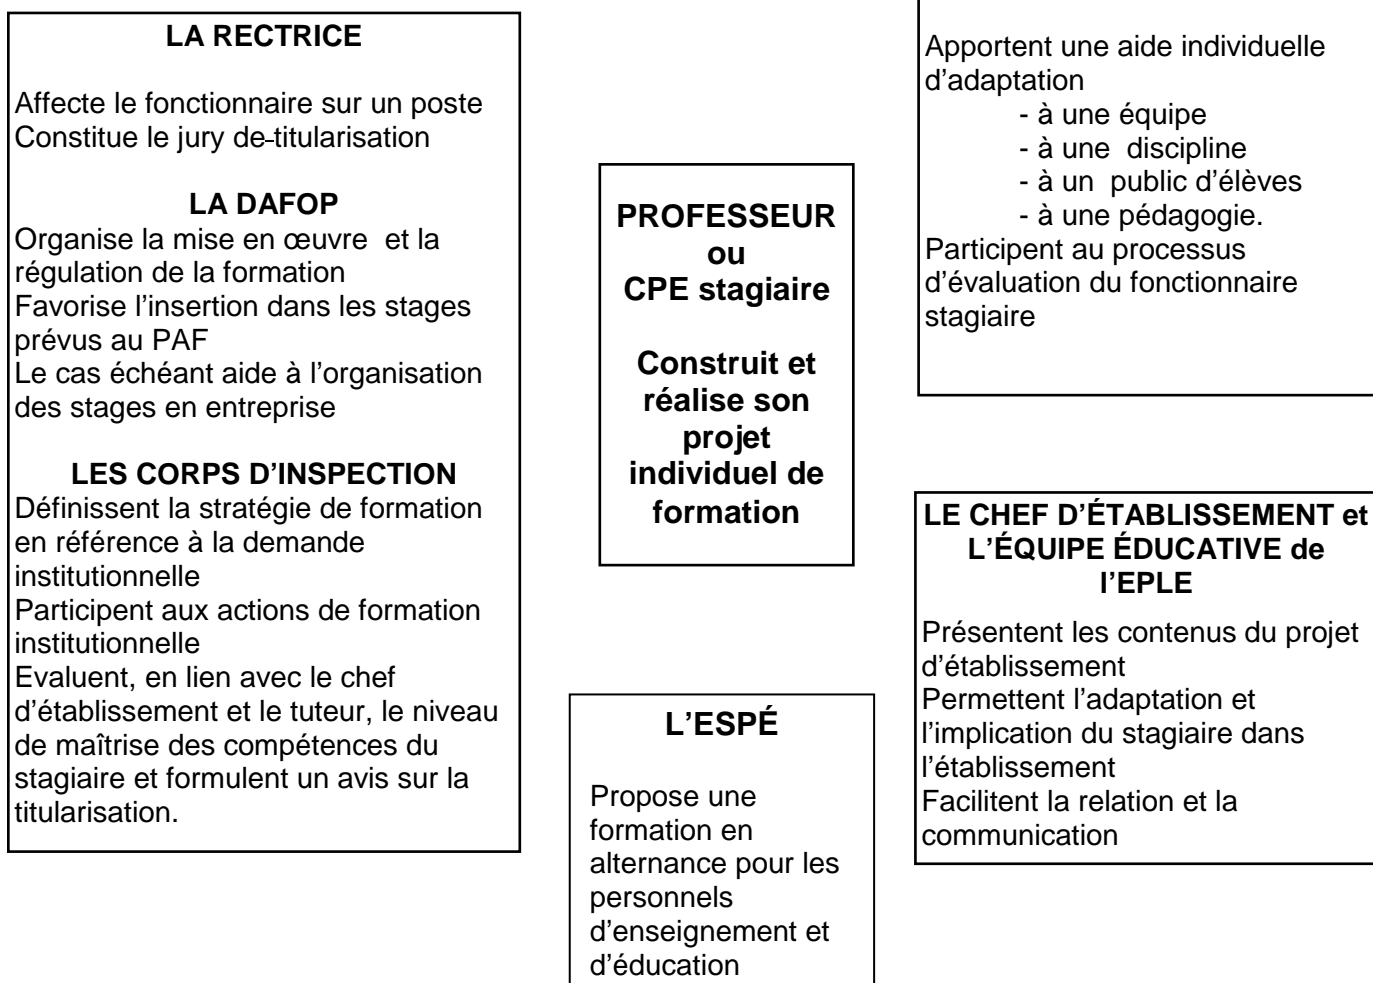 LA RECTRICE
Affecte le fonctionnaire sur un poste
Constitue le jury de-titularisation
LA DAFOP
Organise la mise en œuvre  et la
régulation de la formation
Favorise l’insertion dans les stages
prévus au PAF
Le cas échéant aide à l’organisation
des stages en entreprise
LES CORPS D’INSPECTION
Définissent la stratégie de formation
en référence à la demande
institutionnelle
Participent aux actions de formation
institutionnelle
Evaluent, en lien avec le chef
d’établissement et le tuteur, le niveau
de maîtrise des compétences du
stagiaire et formulent un avis sur la
titularisation.
PROFESSEUR
ou
CPE stagiaire
Construit et
réalise son
projet
individuel de
formation
L’ESPÉ
Propose une
formation en
alternance pour les
personnels
d’enseignement et
d’éducation
Apportent une aide individuelle
d’adaptation
- à une équipe
- à une  discipline
- à un  public d’élèves
- à une pédagogie.
Participent au processus
d’évaluation du fonctionnaire
stagiaire
LE CHEF D’ÉTABLISSEMENT et
L’ÉQUIPE ÉDUCATIVE de
l’EPLE
Présentent les contenus du projet
d’établissement
Permettent l’adaptation et
l’implication du stagiaire dans
l’établissement
Facilitent la relation et la
communication